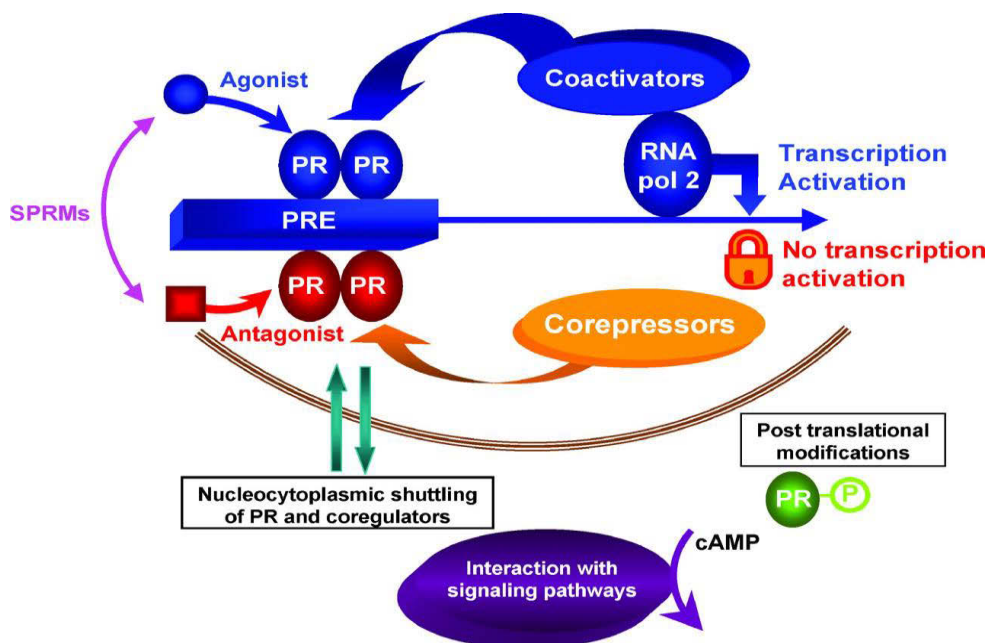 Agonist
Coactivators
PR PR
RNA
pol 2
Transcription
Activation
SPRMs
PRE
No transcription
activation
PR PR
Antagonist
Corepressors
Post translational
modifications
Nucleocytoplasmic shuttling
of PR and coregulators
PR P
cAMP
Interaction with
signaling pathways